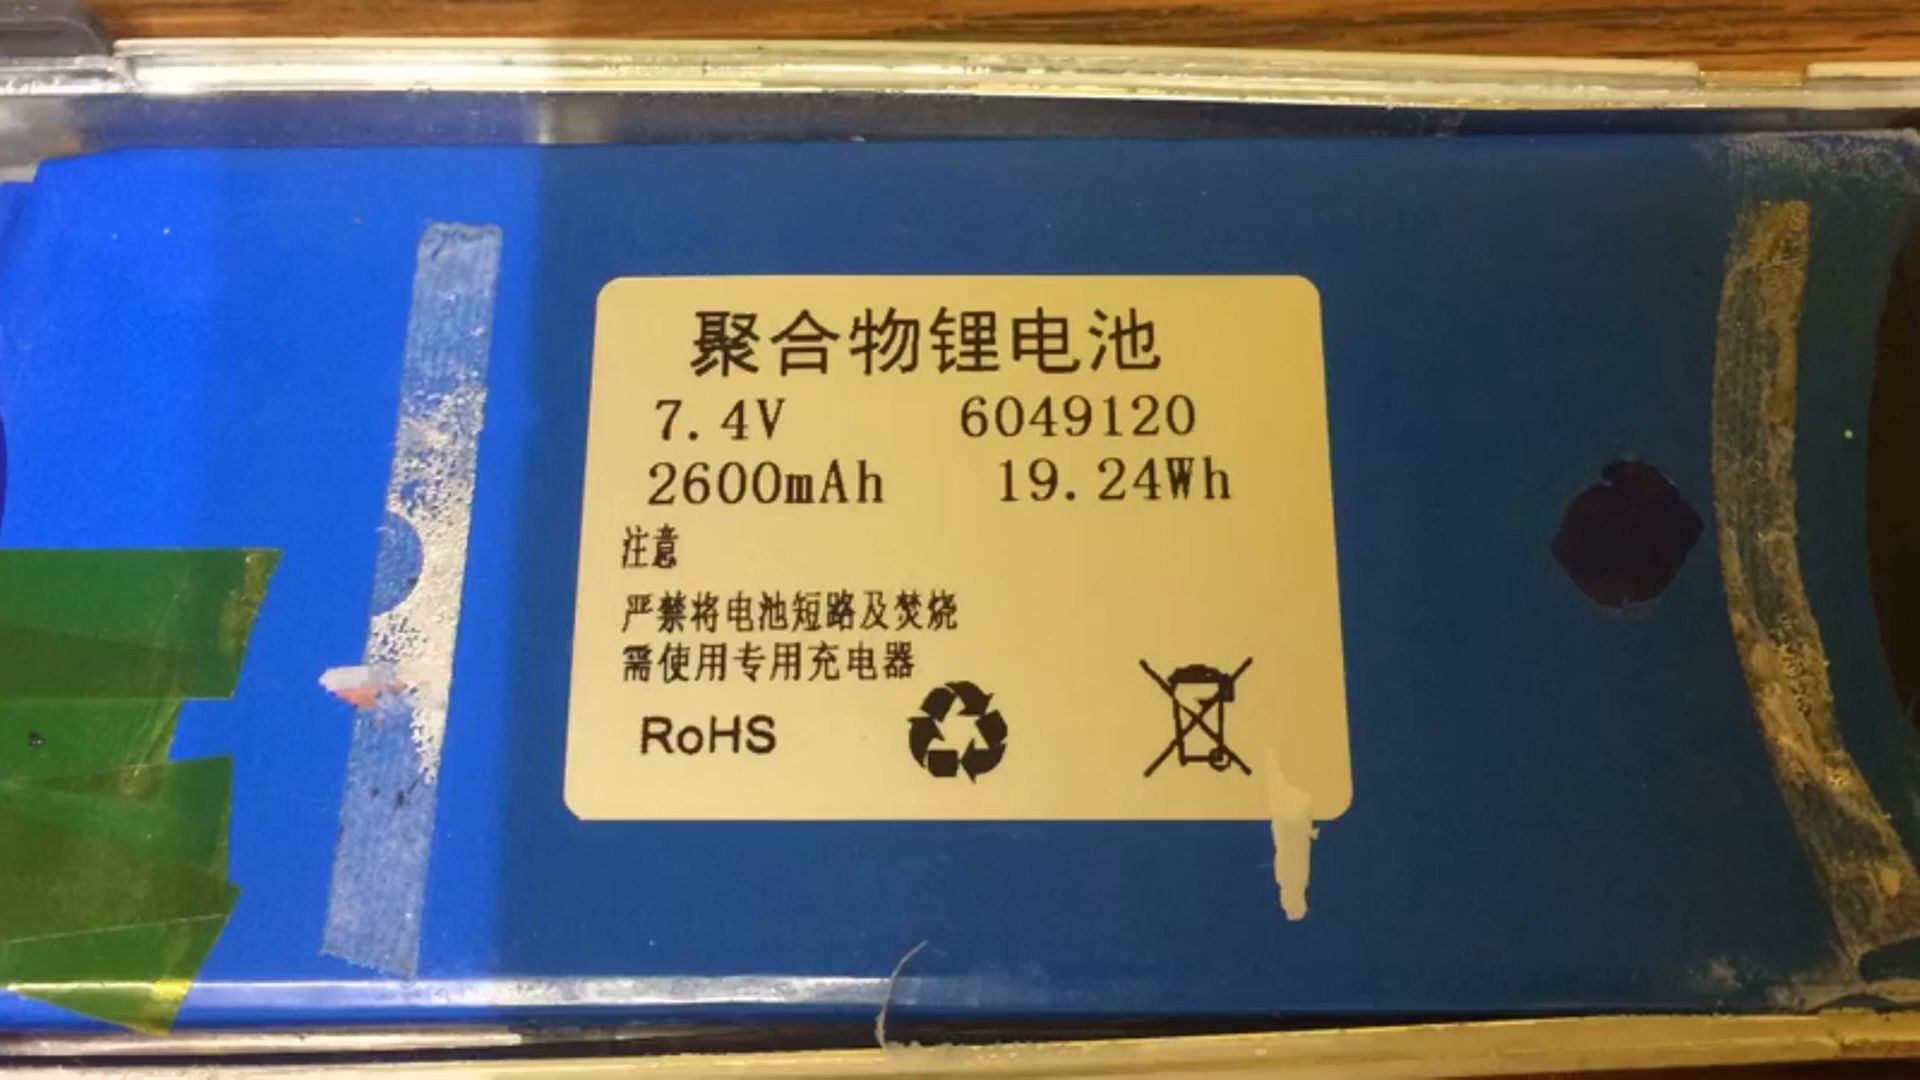 聚合物锂电池
7.4V 6049120
2600mAh 19.24Wh
注意
严禁将电池短路及焚烧
需使用专用充电器
RoHS